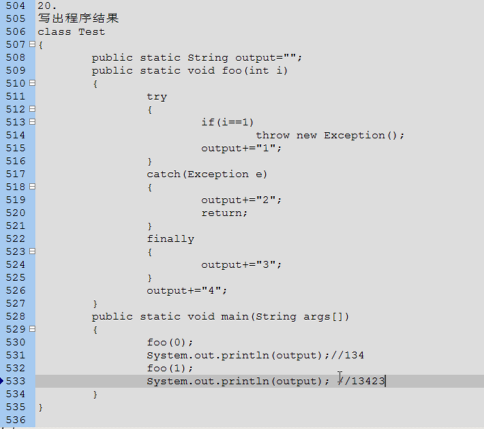 504 20.
505 写出程序结果
506 class Test
507 {
508 public static String output="";
509 public static void foo(int i)
510 {
511 try
512 {
513 if(i==1)
514 throw new Exception();
515 output+="1";
516 }
517 catch(Exception e)
518 {
519 output+="2";
520 return;
521 }
522 finally
523 {
524 output+="3";
525 }
526 output+="4";
527 }
528 public static void main(String args[])
529 {
530 foo(0);
531 System.out.println(output);//134
532 foo(1);
533 System.out.println(output); //13423
534 }
535 }
536